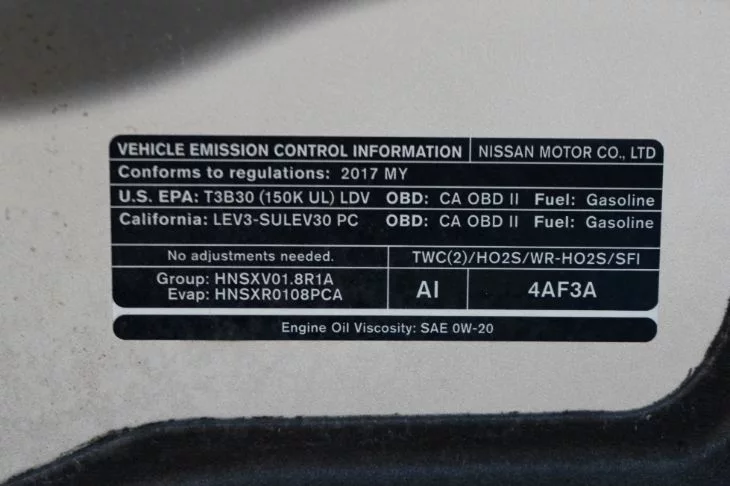 VEHICLE EMISSION CONTROL INFORMATION NISSAN MOTOR CO., LTD
Conforms to regulations: 2017 MY
U.S. EPA: T3B30 (150K UL) LDV OBD: CA OBD II Fuel: Gasoline
California: LEV3-SULEV30 PC OBD: CA OBD II Fuel: Gasoline
No adjustments needed. TWC(2)/HO2S/WR-HO2S/SFI
Group: HNSXV01.8R1A
Evap: HNSXR0108PCA
AI 4AF3A
Engine Oil Viscosity: SAE 0W-20